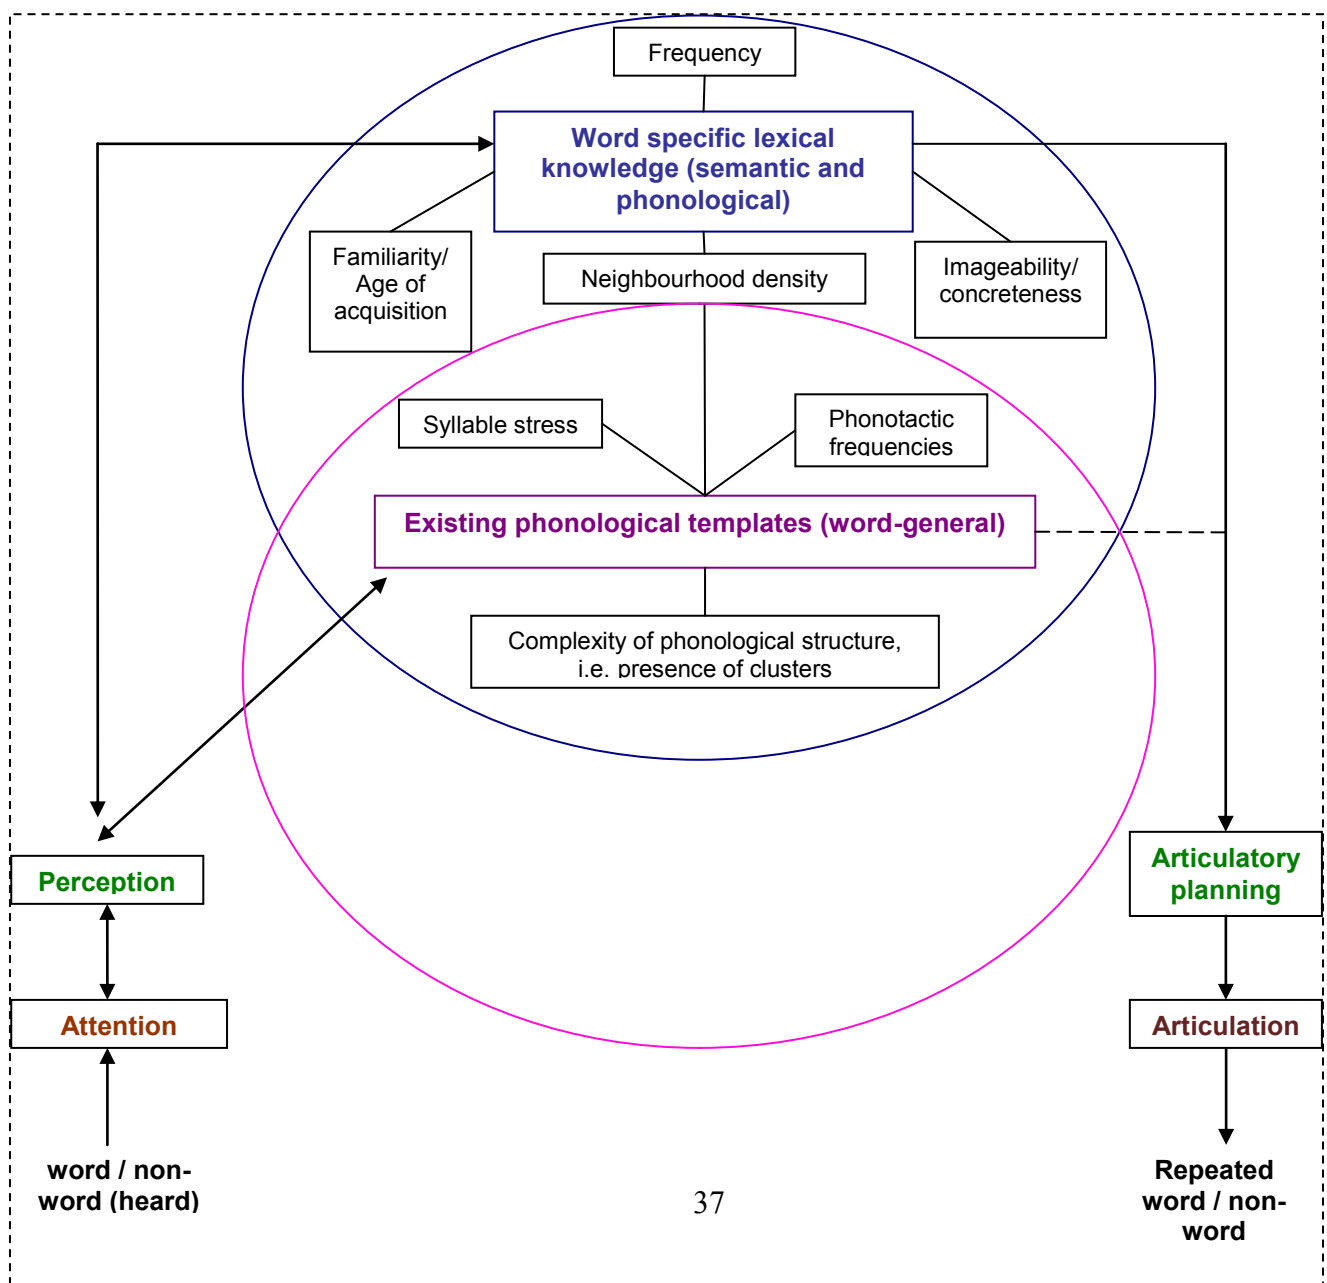 Frequency
Word specific lexical
knowledge (semantic and
phonological)
Familiarity/
Age of
acquisition
Neighbourhood density
Imageability/
concreteness
Syllable stress
Phonotactic
frequencies
Existing phonological templates (word-general)
Complexity of phonological structure,
i.e. presence of clusters
Perception
Articulatory
planning
Attention
Articulation
word / non-
word (heard)
Repeated
word / non-
word
37